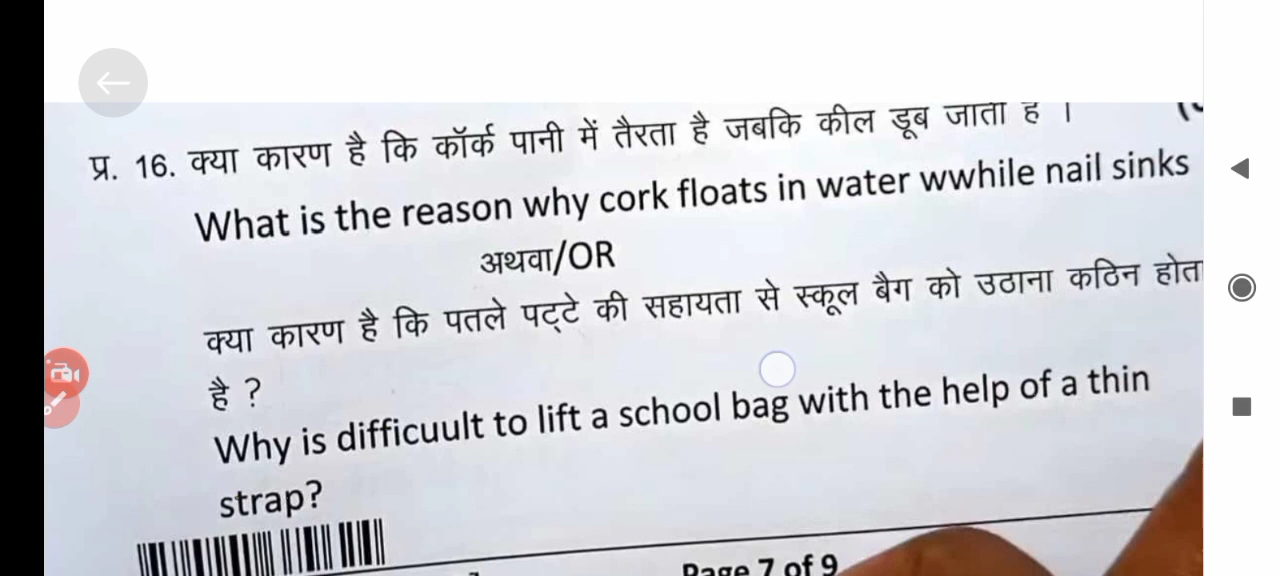 प्र. 16. क्या कारण है कि कॉर्क पानी में तैरता है जबकि कील डूब जाता है ।
What is the reason why cork floats in water wwhile nail sinks
अथवा/OR
क्या कारण है कि पतले पट्टे की सहायता से स्कूल बैग को उठाना कठिन होता
है ?
Why is difficuult to lift a school bag with the help of a thin
strap?
Page 7 of 9